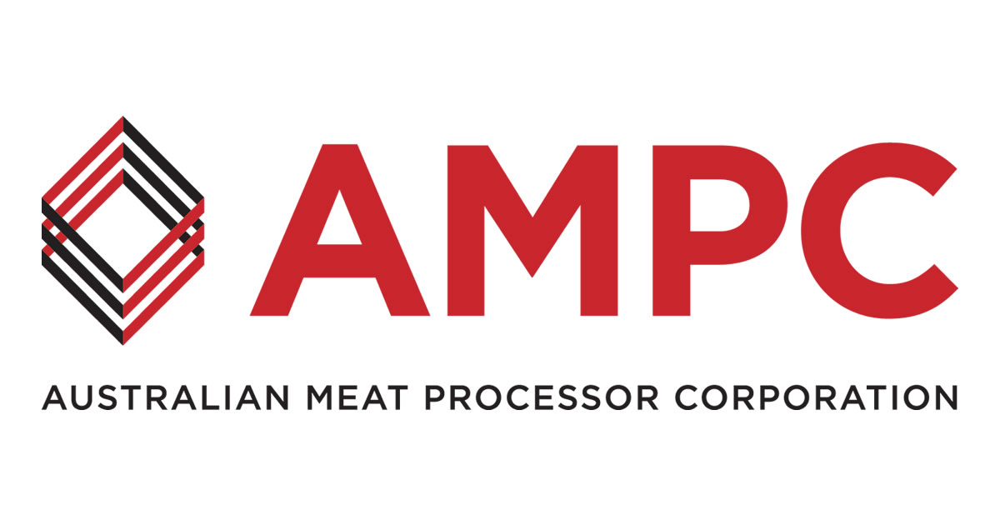 AMPC
AUSTRALIAN MEAT PROCESSOR CORPORATION